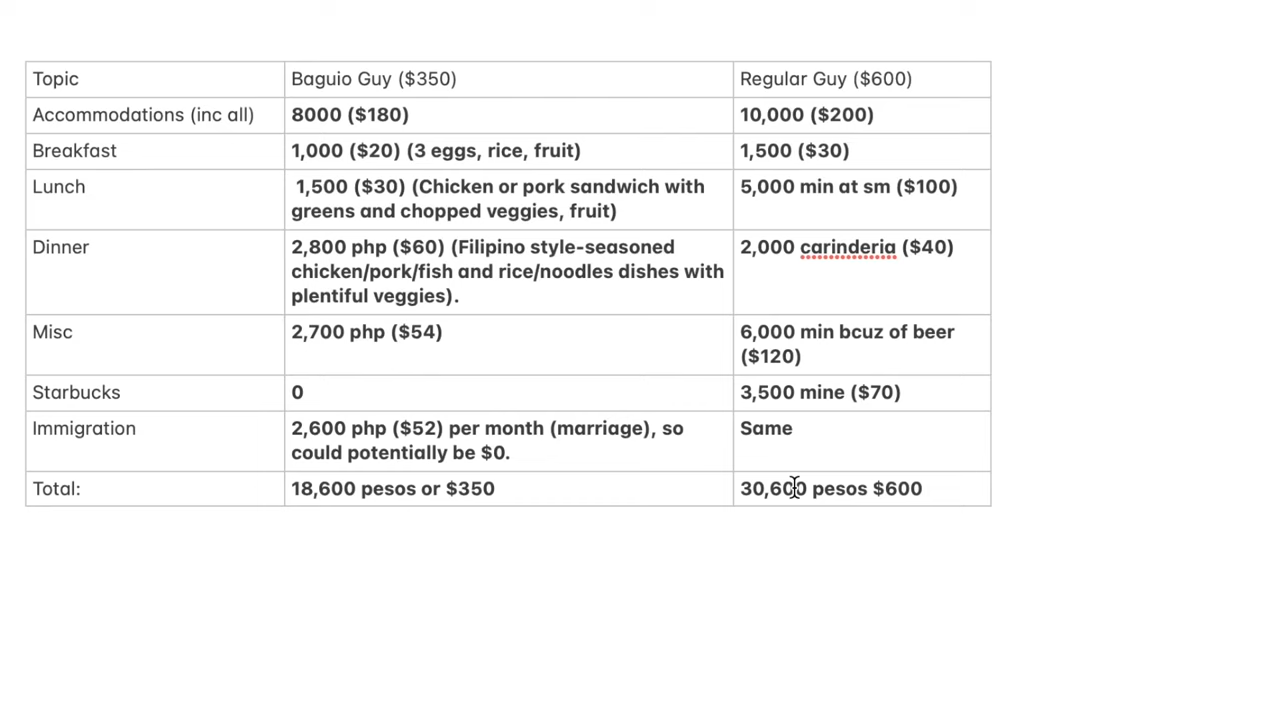 Topic
Baguio Guy ($350)
Regular Guy ($600)
Accommodations (inc all)
8000 ($180)
10,000 ($200)
Breakfast
1,000 ($20) (3 eggs, rice, fruit)
1,500 ($30)
Lunch
1,500 ($30) (Chicken or pork sandwich with
greens and chopped veggies, fruit)
5,000 min at sm ($100)
Dinner
2,800 php ($60) (Filipino style-seasoned
chicken/pork/fish and rice/noodles dishes with
plentiful veggies).
2,000 carinderia ($40)
Misc
2,700 php ($54)
6,000 min bcuz of beer
($120)
Starbucks
0
3,500 mine ($70)
Immigration
2,600 php ($52) per month (marriage), so
could potentially be $0.
Same
Total:
18,600 pesos or $350
30,600 pesos $600